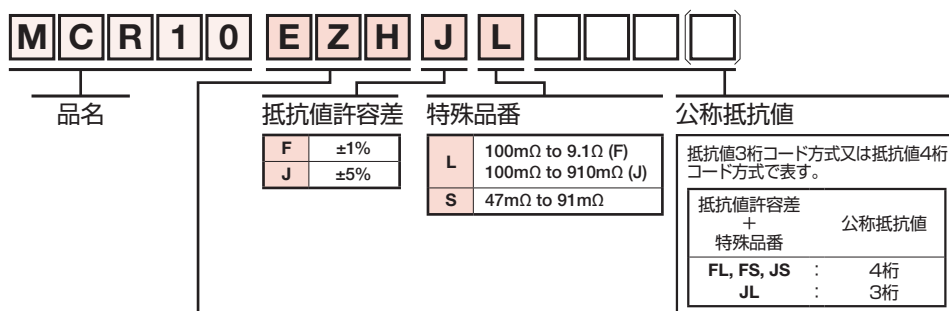 MCR10 EZH J L
品名
抵抗値許容差
F ±1%
J ±5%
特殊品番
L 100mΩ to 9.1Ω (F)
100mΩ to 910mΩ (J)
S 47mΩ to 91mΩ
公称抵抗値
抵抗値3桁コード方式又は抵抗値4桁
コード方式で表す。
抵抗値許容差
+
特殊品番
公称抵抗値
FL, FS, JS : 4桁
JL : 3桁